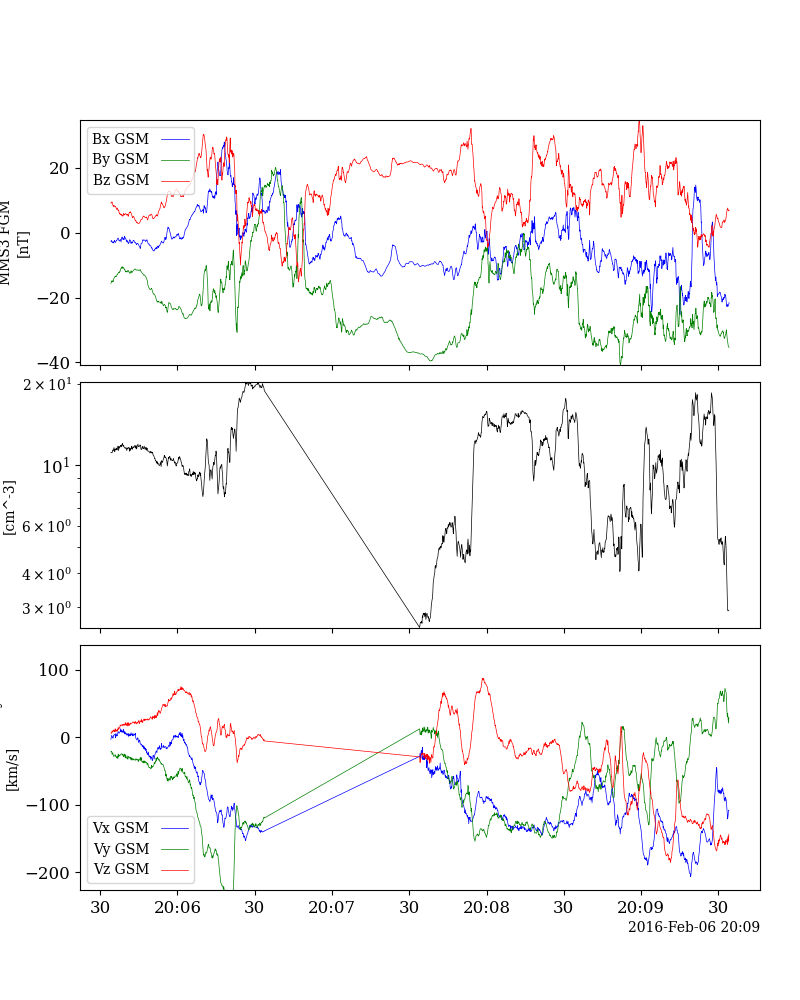 MMS3 FGM
[nT]
Bx GSM
By GSM
Bz GSM
20
0
−20
−40
[cm^-3]
2 × 10^1
10^1
6 × 10^0
4 × 10^0
3 × 10^0
[km/s]
100
0
−100
−200
Vx GSM
Vy GSM
Vz GSM
30 20:06 30 20:07 30 20:08 30 20:09 30
2016-Feb-06 20:09